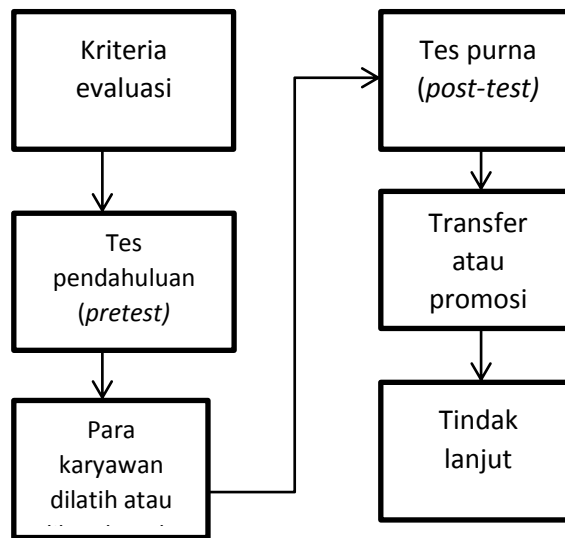 Kriteria
evaluasi
Tes
pendahuluan
(pretest)
Para
karyawan
dilatih atau
Tes purna
(post-test)
Transfer
atau
promosi
Tindak
lanjut